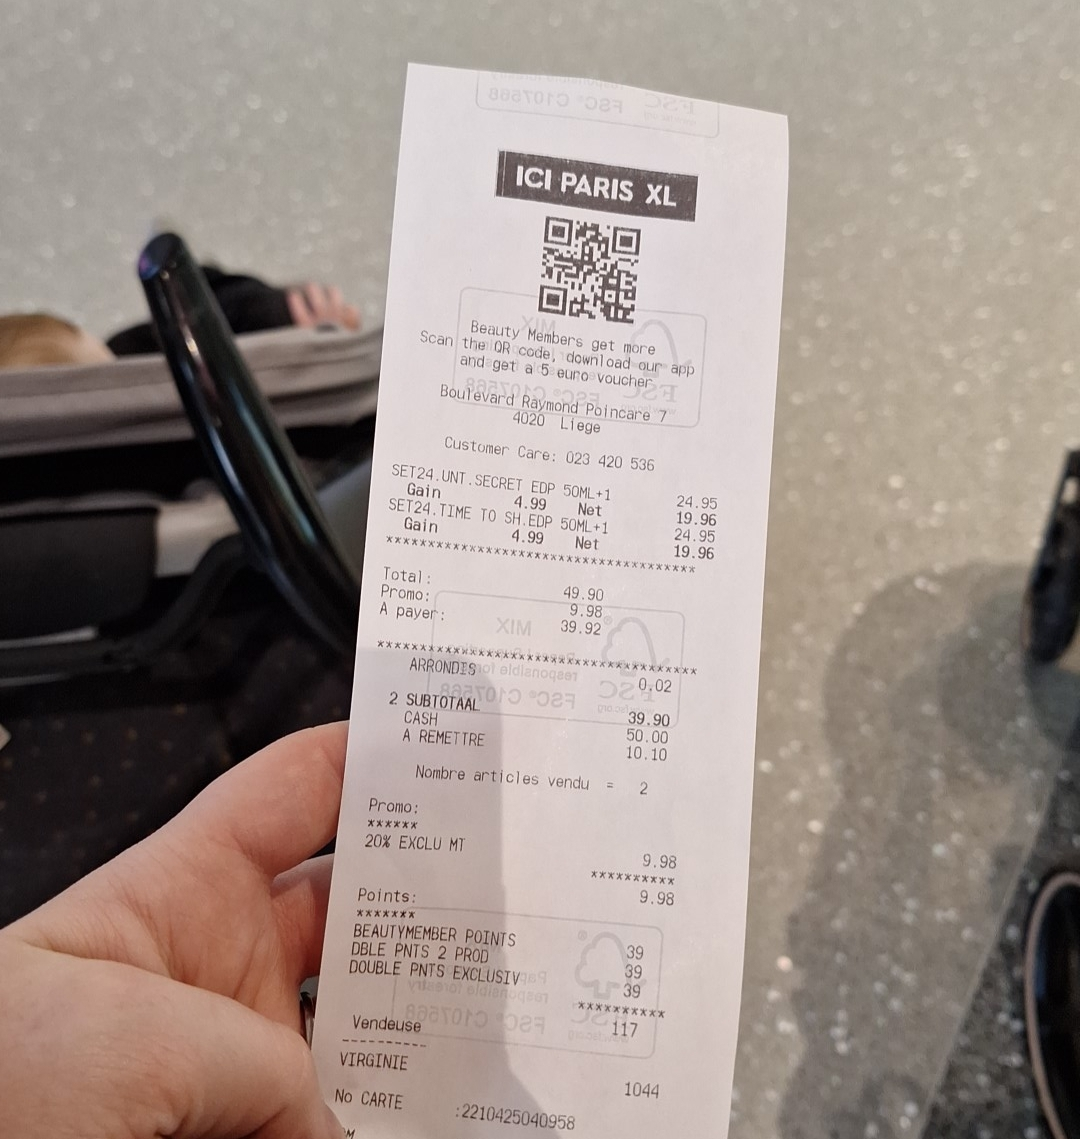 ICI PARIS XL
Beauty Members get more
Scan the QR code, download our app
and get a 5 euro voucher
Boulevard Raymond Poincare 7
4020 Liege
Customer Care: 023 420 536
SET24.UNT.SECRET EDP 50ML+1 24.95
Gain 4.99 Net 19.96
SET24.TIME TO SH.EDP 50ML+1 24.95
Gain 4.99 Net 19.96
*************************************
Total: 49.90
Promo: 9.98
A payer: 39.92
**************************************
ARRONDIS 0.02
2 SUBTOTAAL 39.90
CASH 50.00
A REMETTRE 10.10
Nombre articles vendu = 2
Promo:
******
20% EXCLU MT 9.98
**********
9.98
Points:
*******
BEAUTYMEMBER POINTS 39
DBLE PNTS 2 PROD 39
DOUBLE PNTS EXCLUSIV 39
**********
117
Vendeuse
----------
VIRGINIE 1044
No CARTE :2210425040958